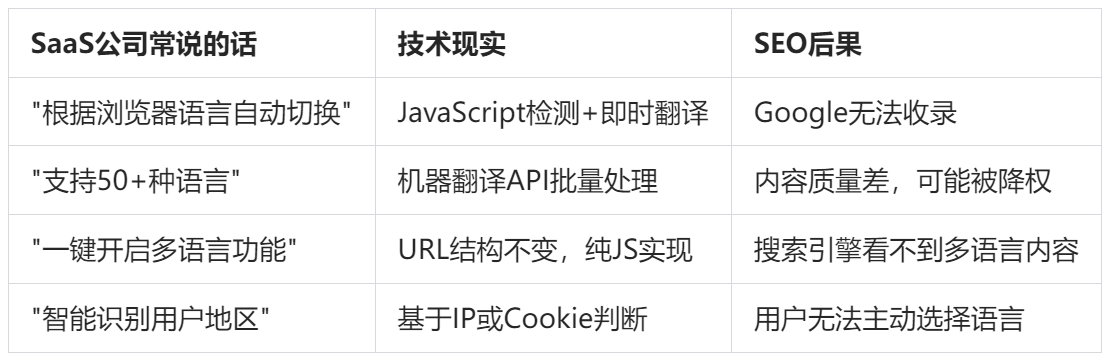 SaaS公司常说的话 技术现实 SEO后果
"根据浏览器语言自动切换" JavaScript检测+即时翻译 Google无法收录
"支持50+种语言" 机器翻译API批量处理 内容质量差，可能被降权
"一键开启多语言功能" URL结构不变，纯JS实现 搜索引擎看不到多语言内容
"智能识别用户地区" 基于IP或Cookie判断 用户无法主动选择语言